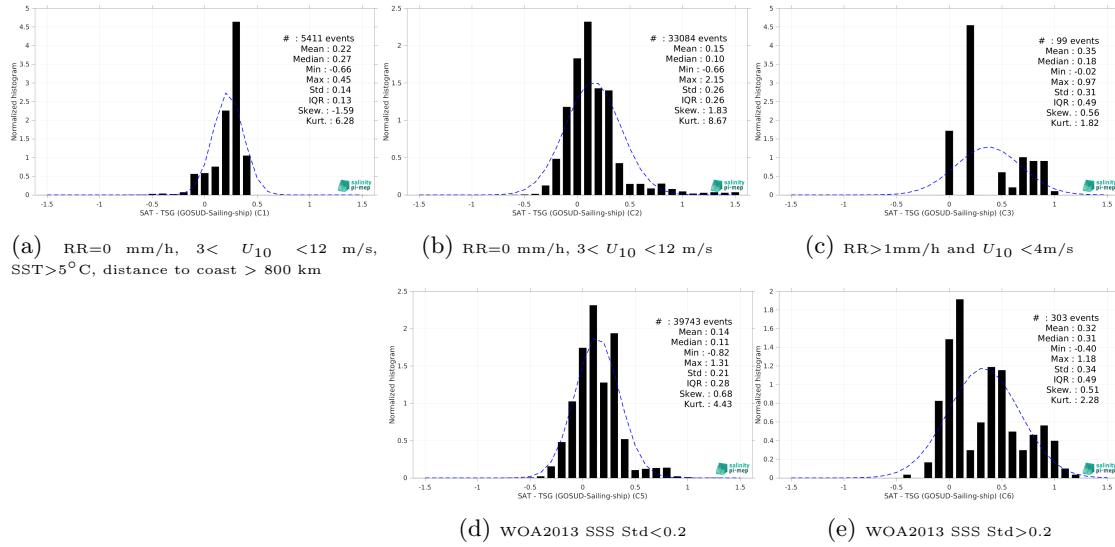 5
4.5
4
3.5
3
2.5
2
1.5
1
0.5
0
Normalized histogram
# : 5411 events
Mean : 0.22
Median : 0.27
Min : -0.66
Max : 0.45
Std : 0.14
IQR : 0.13
Skew. : -1.59
Kurt. : 6.28
salinity
pi-mep
-1.5 -1 -0.5 0 0.5 1 1.5
SAT - TSG (GOSUD-Sailing-ship) (C1)
(a) RR=0 mm/h, 3< U10 <12 m/s,
SST>5°C, distance to coast > 800 km
2.5
2
1.5
1
0.5
0
Normalized histogram
# : 33084 events
Mean : 0.15
Median : 0.10
Min : -0.66
Max : 2.15
Std : 0.26
IQR : 0.26
Skew. : 1.83
Kurt. : 8.67
salinity
pi-mep
-1.5 -1 -0.5 0 0.5 1 1.5
SAT - TSG (GOSUD-Sailing-ship) (C2)
(b) RR=0 mm/h, 3< U10 <12 m/s
5
4.5
4
3.5
3
2.5
2
1.5
1
0.5
0
Normalized histogram
# : 99 events
Mean : 0.35
Median : 0.18
Min : -0.02
Max : 0.97
Std : 0.31
IQR : 0.49
Skew. : 0.56
Kurt. : 1.82
salinity
pi-mep
-1.5 -1 -0.5 0 0.5 1 1.5
SAT - TSG (GOSUD-Sailing-ship) (C3)
(c) RR>1mm/h and U10 <4m/s
2.5
2
1.5
1
0.5
0
Normalized histogram
# : 39743 events
Mean : 0.14
Median : 0.11
Min : -0.82
Max : 1.31
Std : 0.21
IQR : 0.28
Skew. : 0.68
Kurt. : 4.43
salinity
pi-mep
-1.5 -1 -0.5 0 0.5 1 1.5
SAT - TSG (GOSUD-Sailing-ship) (C5)
(d) WOA2013 SSS Std<0.2
2
1.8
1.6
1.4
1.2
1
0.8
0.6
0.4
0.2
0
Normalized histogram
# : 303 events
Mean : 0.32
Median : 0.31
Min : -0.40
Max : 1.18
Std : 0.34
IQR : 0.49
Skew. : 0.51
Kurt. : 2.28
salinity
pi-mep
-1.5 -1 -0.5 0 0.5 1 1.5
SAT - TSG (GOSUD-Sailing-ship) (C6)
(e) WOA2013 SSS Std>0.2